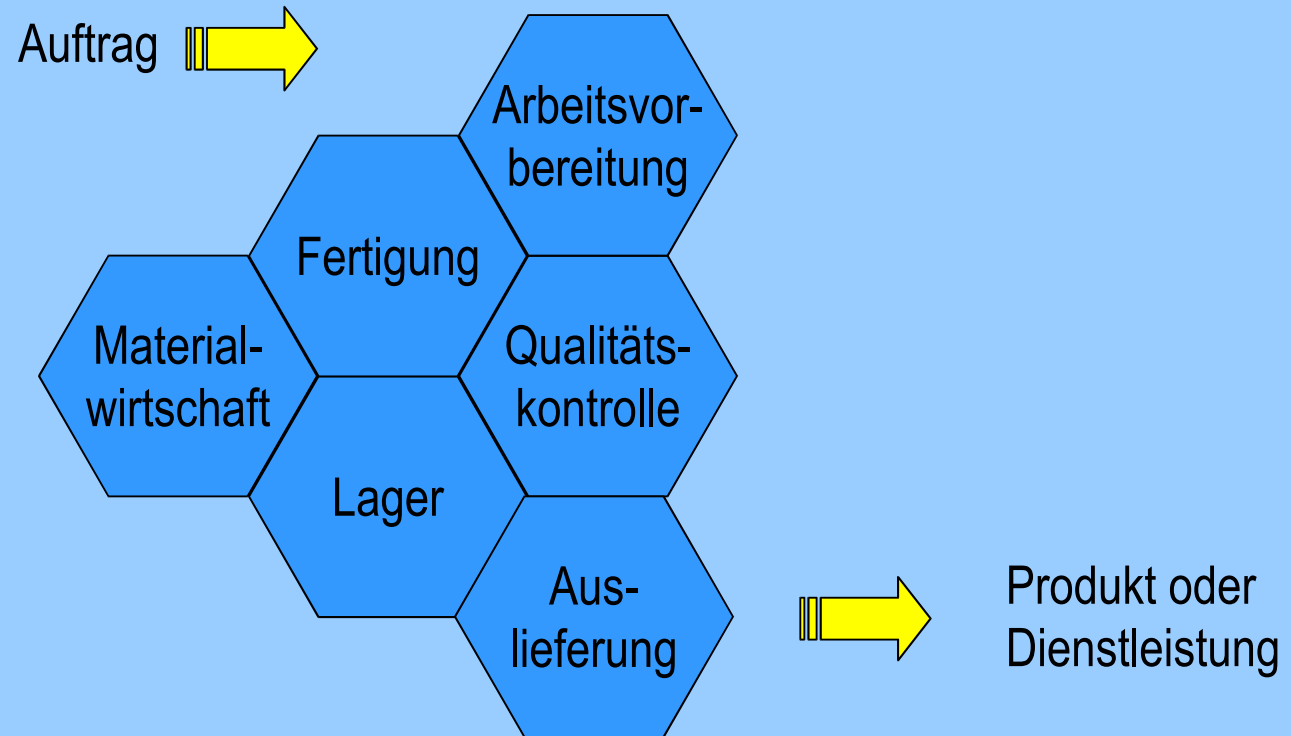 Auftrag
Arbeitsvor-
bereitung
Fertigung
Material-
wirtschaft
Qualitäts-
kontrolle
Lager
Aus-
lieferung
Produkt oder
Dienstleistung